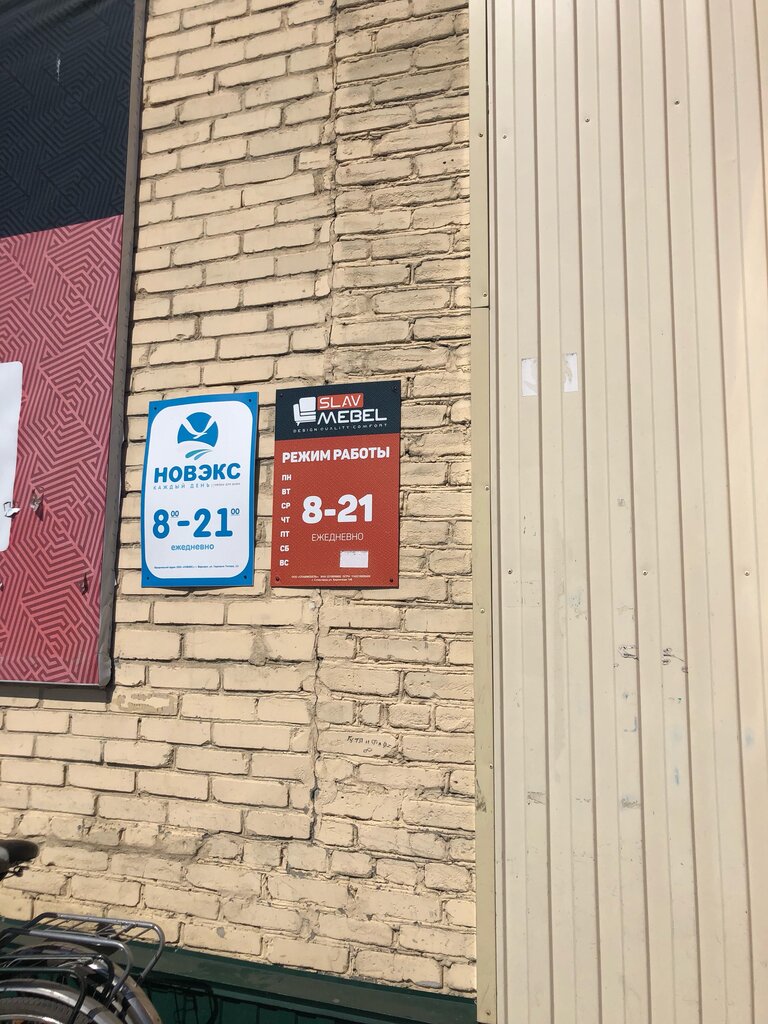 НОВЭКС
КАЖДЫЙ ДЕНЬ
8⁰⁰-21⁰⁰
ежедневно
SLAV
MEBEL
DESIGN QUALITY COMFORT
РЕЖИМ РАБОТЫ
ПН
ВТ
СР
ЧТ
ПТ
СБ
ВС
8-21
ЕЖЕДНЕВНО